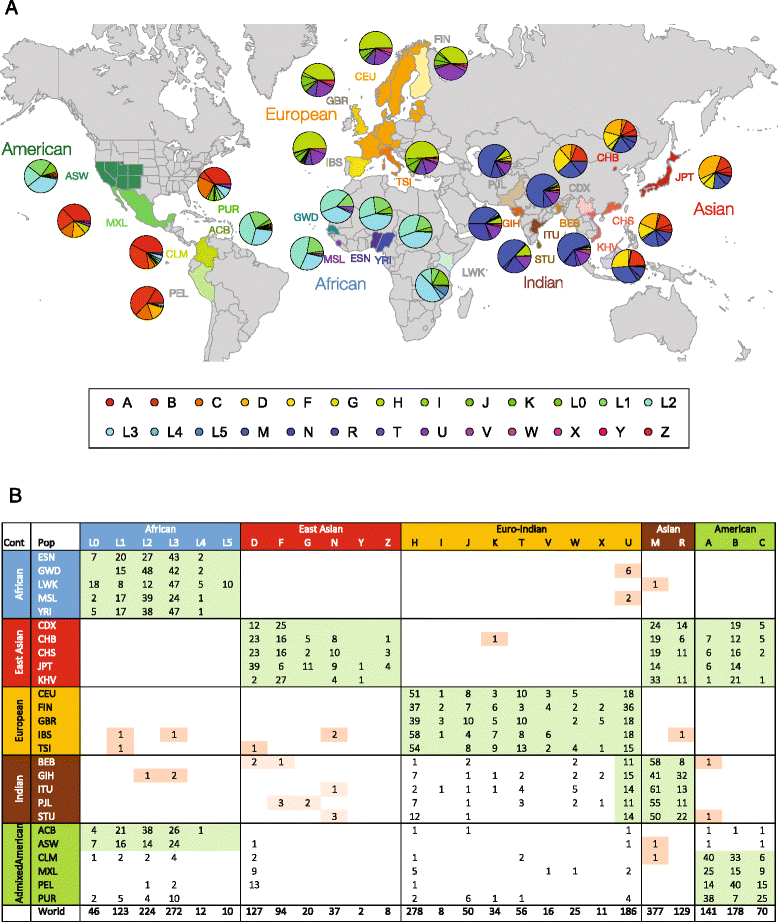 A
FIN
CEU
GBR
European
American
ASW
IBS
TSI
PJL
CHB
JPT
CDX
MXL
PUR
ACB
GWD
GIH
BEB
CHS
Asian
CLM
MSL
ESN
YRI
ITU
STU
KHV
PEL
African
LWK
Indian
A B C D F G H I J K L0 L1 L2
L3 L4 L5 M N R T U V W X Y Z
B
African East Asian Euro-Indian Asian American
Cont Pop L0 L1 L2 L3 L4 L5 D F G N Y Z H I J K T V W X U M R A B C
African
ESN 7 20 27 43 2
GWD 15 48 42 2 6
LWK 18 8 12 47 5 10 1
MSL 2 17 39 24 1 2
YRI 5 17 38 47 1
East Asian
CDX 12 25 24 14 19 5
CHB 23 16 5 8 1 1 19 6 7 12 5
CHS 23 16 2 10 3 19 11 6 16 2
JPT 39 6 11 9 1 4 14 6 14
KHV 2 27 4 1 33 11 1 21 1
European
CEU 51 1 8 3 10 3 5 18
FIN 37 2 7 6 3 4 2 2 36
GBR 39 3 10 5 10 2 5 18
IBS 1 1 2 58 1 4 7 8 6 18 1
TSI 1 1 54 8 9 13 2 4 1 15
Indian
BEB 2 1 1 2 2 11 58 8 1
GIH 1 2 7 1 1 2 2 2 15 41 32
ITU 1 2 1 1 1 4 5 14 61 13
PJL 3 2 7 1 3 2 1 11 55 11
STU 3 12 1 14 50 22 1
AdmixedAmerican
ACB 4 21 38 26 1 1 1 1 1 1 1
ASW 7 16 14 24 1 1 1 1
CLM 1 2 2 4 2 1 2 1 1 40 33 6
MXL 9 5 1 1 2 25 15 9
PEL 1 2 13 1 14 40 15
PUR 2 5 4 10 2 6 1 1 4 38 7 25
World 46 123 224 272 12 10 127 94 20 37 2 8 278 8 50 34 56 16 25 11 186 377 129 141 178 70